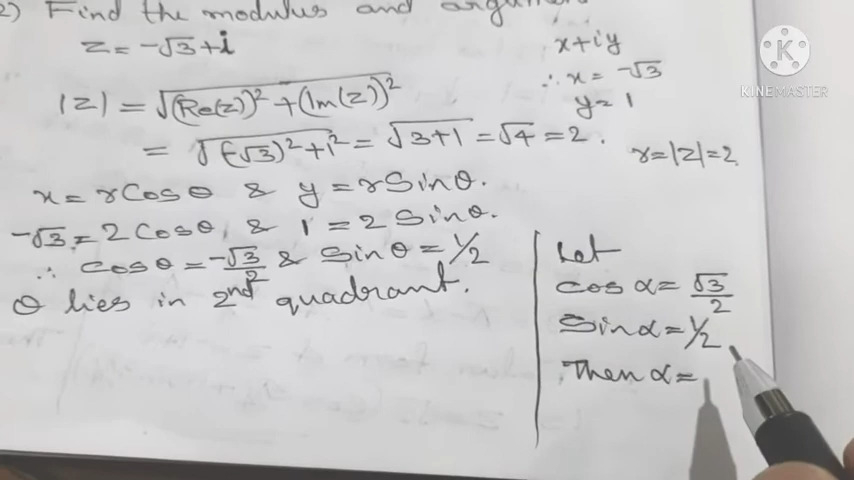 2) Find the modulus and argum
z = -√3 + i
x+iy
∴ x = -√3
y = 1
KINEMASTER
|z| = √(Re(z))² + (Im(z))²
= √(-√3)² + 1² = √3+1 = √4 = 2.
r = |z| = 2
x = r Cos θ & y = r Sin θ.
-√3 = 2 Cos θ, & 1 = 2 Sin θ.
∴ Cos θ = -√3/2 & Sin θ = 1/2
θ lies in 2nd quadrant.
Let
Cos α = √3/2
Sin α = 1/2
Then α =